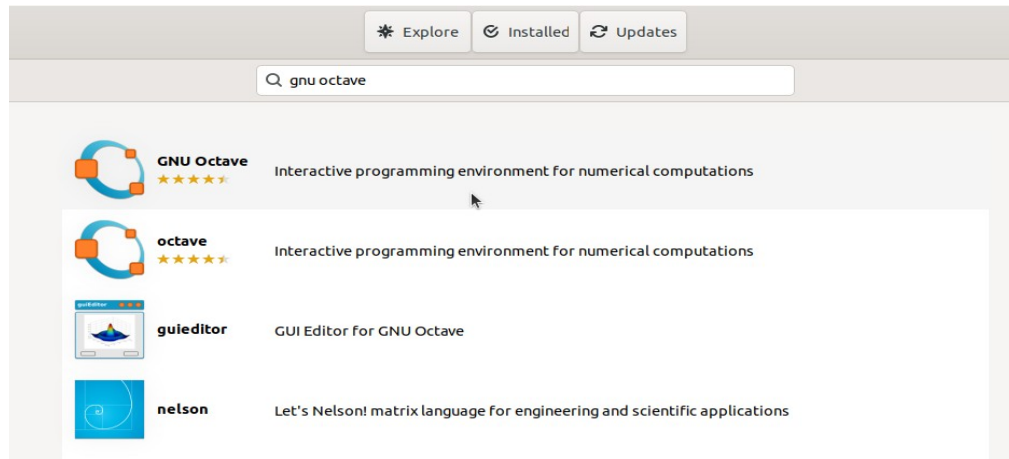 Explore Installed Updates
gnu octave
GNU Octave
Interactive programming environment for numerical computations
octave
Interactive programming environment for numerical computations
guiEditor
guieditor
GUI Editor for GNU Octave
nelson
Let's Nelson! matrix language for engineering and scientific applications